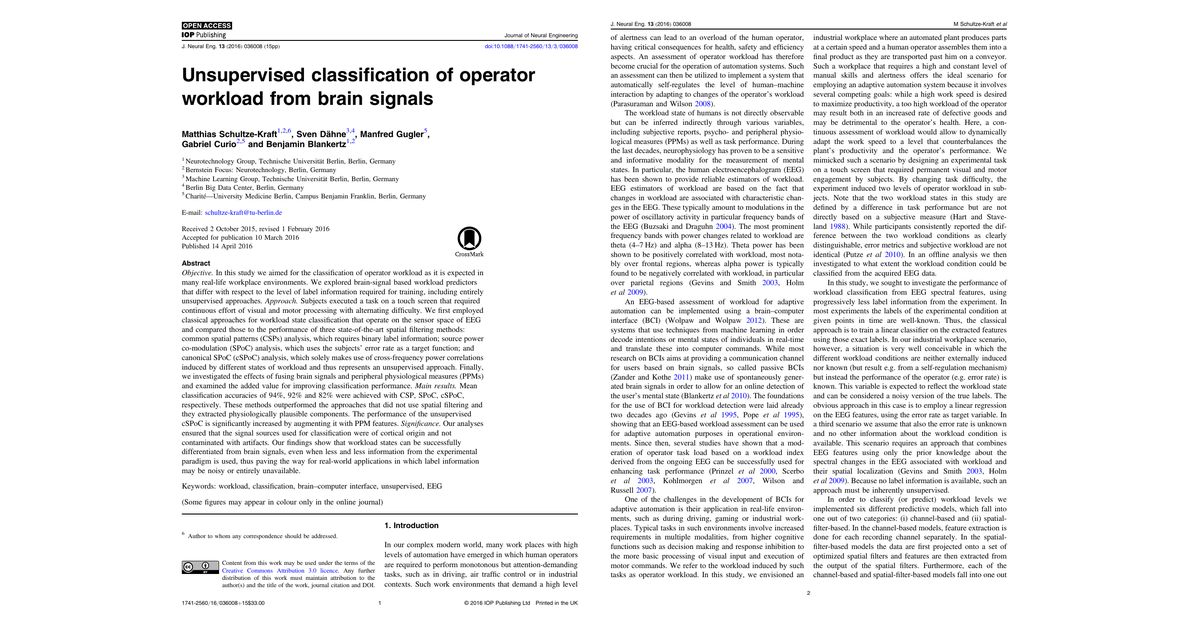 OPEN ACCESS
IOP Publishing
Journal of Neural Engineering
J. Neural Eng. 13 (2016) 036008 (15pp)
doi:10.1088/1741-2560/13/3/036008
Unsupervised classification of operator
workload from brain signals
Matthias Schultze-Kraft1,2,6, Sven Dähne3,4, Manfred Gugler5,
Gabriel Curio2,5 and Benjamin Blankertz1,2
1 Neurotechnology Group, Technische Universität Berlin, Berlin, Germany
2 Bernstein Focus: Neurotechnology, Berlin, Germany
3 Machine Learning Group, Technische Universität Berlin, Berlin, Germany
4 Berlin Big Data Center, Berlin, Germany
5 Charité—University Medicine Berlin, Campus Benjamin Franklin, Berlin, Germany
E-mail: schultze-kraft@tu-berlin.de
Received 2 October 2015, revised 1 February 2016
Accepted for publication 10 March 2016
Published 14 April 2016
CrossMark
Abstract
Objective. In this study we aimed for the classification of operator workload as it is expected in
many real-life workplace environments. We explored brain-signal based workload predictors
that differ with respect to the level of label information required for training, including entirely
unsupervised approaches. Approach. Subjects executed a task on a touch screen that required
continuous effort of visual and motor processing with alternating difficulty. We first employed
classical approaches for workload state classification that operate on the sensor space of EEG
and compared those to the performance of three state-of-the-art spatial filtering methods:
common spatial patterns (CSPs) analysis, which requires binary label information; source power
co-modulation (SPoC) analysis, which uses the subjects' error rate as a target function; and
canonical SPoC (cSPoC) analysis, which solely makes use of cross-frequency power correlations
induced by different states of workload and thus represents an unsupervised approach. Finally,
we investigated the effects of fusing brain signals and peripheral physiological measures (PPMs)
and examined the added value for improving classification performance. Main results. Mean
classification accuracies of 94%, 92% and 82% were achieved with CSP, SPoC, cSPoC,
respectively. These methods outperformed the approaches that did not use spatial filtering and
they extracted physiologically plausible components. The performance of the unsupervised
cSPoC is significantly increased by augmenting it with PPM features. Significance. Our analyses
ensured that the signal sources used for classification were of cortical origin and not
contaminated with artifacts. Our findings show that workload states can be successfully
differentiated from brain signals, even when less and less information from the experimental
paradigm is used, thus paving the way for real-world applications in which label information
may be noisy or entirely unavailable.
Keywords: workload, classification, brain–computer interface, unsupervised, EEG
(Some figures may appear in colour only in the online journal)
6 Author to whom any correspondence should be addressed.
Content from this work may be used under the terms of the
Creative Commons Attribution 3.0 licence. Any further
distribution of this work must maintain attribution to the
author(s) and the title of the work, journal citation and DOI.
1. Introduction
In our complex modern world, many work places with high
levels of automation have emerged in which human operators
are required to perform monotonous but attention-demanding
tasks, such as in driving, air traffic control or in industrial
contexts. Such work environments that demand a high level
1741-2560/16/036008+15$33.00
1
© 2016 IOP Publishing Ltd Printed in the UK
J. Neural Eng. 13 (2016) 036008
M Schultze-Kraft et al
of alertness can lead to an overload of the human operator,
having critical consequences for health, safety and efficiency
aspects. An assessment of operator workload has therefore
become crucial for the operation of automation systems. Such
an assessment can then be utilized to implement a system that
automatically self-regulates the level of human–machine
interaction by adapting to changes of the operator's workload
(Parasuraman and Wilson 2008).
The workload state of humans is not directly observable
but can be inferred indirectly through various variables,
including subjective reports, psycho- and peripheral physio-
logical measures (PPMs) as well as task performance. During
the last decades, neurophysiology has proven to be a sensitive
and informative modality for the measurement of mental
states. In particular, the human electroencephalogram (EEG)
has been shown to provide reliable estimators of workload.
EEG estimators of workload are based on the fact that
changes in workload are associated with characteristic chan-
ges in the EEG. These typically amount to modulations in the
power of oscillatory activity in particular frequency bands of
the EEG (Buzsaki and Draguhn 2004). The most prominent
frequency bands with power changes related to workload are
theta (4–7 Hz) and alpha (8–13 Hz). Theta power has been
shown to be positively correlated with workload, most nota-
bly over frontal regions, whereas alpha power is typically
found to be negatively correlated with workload, in particular
over parietal regions (Gevins and Smith 2003, Holm
et al 2009).
An EEG-based assessment of workload for adaptive
automation can be implemented using a brain–computer
interface (BCI) (Wolpaw and Wolpaw 2012). These are
systems that use techniques from machine learning in order to
decode intentions or mental states of individuals in real-time
and translate these into computer commands. While most
research on BCIs aims at providing a communication channel
for users based on brain signals, so called passive BCIs
(Zander and Kothe 2011) make use of spontaneously gener-
ated brain signals in order to allow for an online detection of
the user's mental state (Blankertz et al 2010). The foundations
for the use of BCI for workload detection were laid already
two decades ago (Gevins et al 1995, Pope et al 1995),
showing that an EEG-based workload assessment can be used
for adaptive automation purposes in operational environ-
ments. Since then, several studies have shown that a mod-
eration of operator task load based on a workload index
derived from the ongoing EEG can be successfully used for
enhancing task performance (Prinzel et al 2000, Scerbo
et al 2003, Kohlmorgen et al 2007, Wilson and
Russell 2007).
One of the challenges in the development of BCIs for
adaptive automation is their application in real-life environ-
ments, such as during driving, gaming or industrial work-
places. Typical tasks in such environments involve increased
requirements in multiple modalities, from higher cognitive
functions such as decision making and response inhibition to
the more basic processing of visual input and execution of
motor commands. We refer to the workload induced by such
tasks as operator workload. In this study, we envisioned an
industrial workplace where an automated plant produces parts
at a certain speed and a human operator assembles them into a
final product as they are transported past him on a conveyor.
Such a workplace that requires a high and constant level of
manual skills and alertness offers the ideal scenario for
employing an adaptive automation system because it involves
several competing goals: while a high work speed is desired
to maximize productivity, a too high workload of the operator
may result both in an increased rate of defective goods and
may be detrimental to the operator's health. Here, a con-
tinuous assessment of workload would allow to dynamically
adapt the work speed to a level that counterbalances the
plant's productivity and the operator's performance. We
mimicked such a scenario by designing an experimental task
on a touch screen that required permanent visual and motor
engagement by subjects. By changing task difficulty, the
experiment induced two levels of operator workload in sub-
jects. Note that the two workload states in this study are
defined by a difference in task performance but are not
directly based on a subjective measure (Hart and Stave-
land 1988). While participants consistently reported the dif-
ference between the two workload conditions as clearly
distinguishable, error metrics and subjective workload are not
identical (Putze et al 2010). In an offline analysis we then
investigated to what extent the workload condition could be
classified from the acquired EEG data.
In this study, we sought to investigate the performance of
workload classification from EEG spectral features, using
progressively less label information from the experiment. In
most experiments the labels of the experimental condition at
given points in time are well-known. Thus, the classical
approach is to train a linear classifier on the extracted features
using those exact labels. In our industrial workplace scenario,
however, a situation is very well conceivable in which the
different workload conditions are neither externally induced
nor known (but result e.g. from a self-regulation mechanism)
but instead the performance of the operator (e.g. error rate) is
known. This variable is expected to reflect the workload state
and can be considered a noisy version of the true labels. The
obvious approach in this case is to employ a linear regression
on the EEG features, using the error rate as target variable. In
a third scenario we assume that also the error rate is unknown
and no other information about the workload condition is
available. This scenario requires an approach that combines
EEG features using only the prior knowledge about the
spectral changes in the EEG associated with workload and
their spatial localization (Gevins and Smith 2003, Holm
et al 2009). Because no label information is available, such an
approach must be inherently unsupervised.
In order to classify (or predict) workload levels we
implemented six different predictive models, which fall into
one out of two categories: (i) channel-based and (ii) spatial-
filter-based. In the channel-based models, feature extraction is
done for each recording channel separately. In the spatial-
filter-based models the data are first projected onto a set of
optimized spatial filters and features are then extracted from
the output of the spatial filters. Furthermore, each of the
channel-based and spatial-filter-based models fall into one out
2